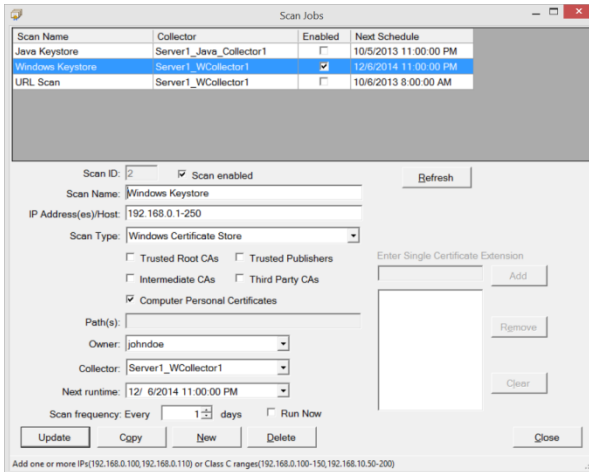 Scan Jobs
Scan Name Collector Enabled Next Schedule
Java Keystore Server1_Java_Collector1 10/5/2013 11:00:00 PM
Windows Keystore Server1_WCollector1 12/6/2014 11:00:00 PM
URL Scan Server1_WCollector1 10/6/2013 8:00:00 AM
Scan ID: 2 Scan enabled Refresh
Scan Name: Windows Keystore
IP Address(es)/Host: 192.168.0.1-250
Scan Type: Windows Certificate Store
Trusted Root CAs Trusted Publishers Enter Single Certificate Extension
Intermediate CAs Third Party CAs Add
Computer Personal Certificates
Path(s): Remove
Owner: johndoe
Collector: Server1_WCollector1
Next runtime: 12/ 6/2014 11:00:00 PM Clear
Scan frequency: Every 1 days Run Now
Update Copy New Delete Close
Add one or more IPs(192.168.0.100,192.168.0.110) or Class C ranges(192.168.0.100-150,192.168.10.50-200)